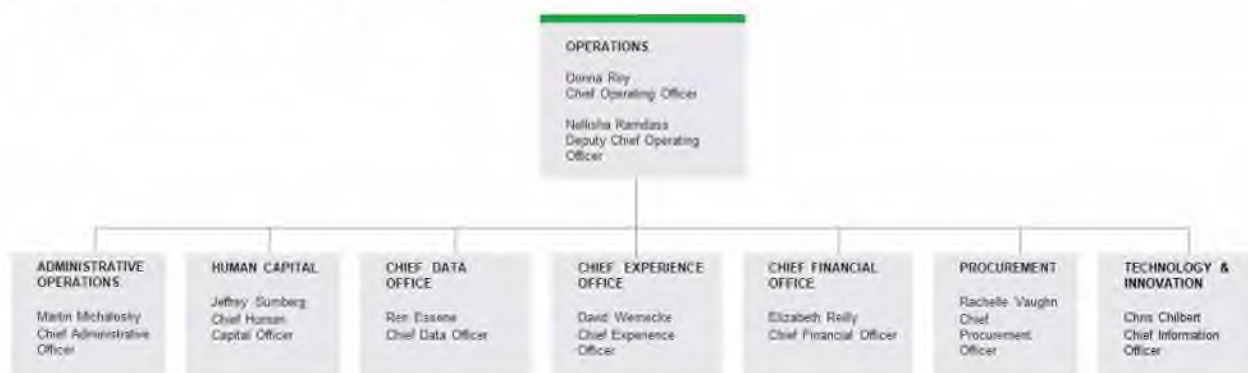 OPERATIONS
Donna Roy
Chief Operating Officer
Nellisha Ramdass
Deputy Chief Operating
Officer
ADMINISTRATIVE
OPERATIONS
Martin Michalosky
Chief Administrative
Officer
HUMAN CAPITAL
Jeffrey Sumberg
Chief Human
Capital Officer
CHIEF DATA
OFFICE
Ren Essene
Chief Data Officer
CHIEF EXPERIENCE
OFFICE
David Wernecke
Chief Experience
Officer
CHIEF FINANCIAL
OFFICE
Elizabeth Reilly
Chief Financial Officer
PROCUREMENT
Rachelle Vaughn
Chief
Procurement
Officer
TECHNOLOGY &
INNOVATION
Chris Chilbert
Chief Information
Officer